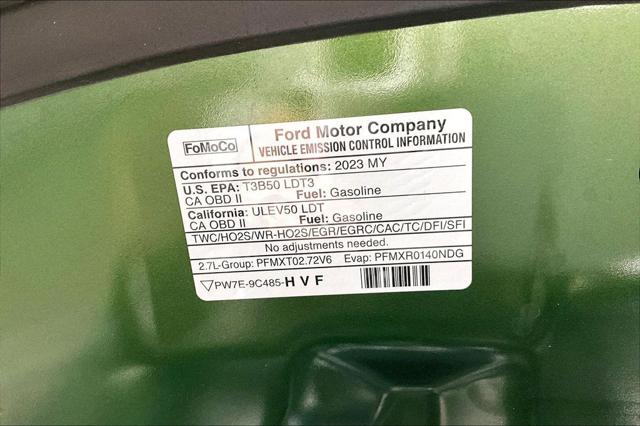 FoMoCo
Ford Motor Company
VEHICLE EMISSION CONTROL INFORMATION
Conforms to regulations: 2023 MY
U.S. EPA: T3B50 LDT3
CA OBD II Fuel: Gasoline
California: ULEV50 LDT
CA OBD II Fuel: Gasoline
TWC/HO2S/WR-HO2S/EGR/EGRC/CAC/TC/DFI/SFI
No adjustments needed.
2.7L-Group: PFMXT02.72V6 Evap: PFMXR0140NDG
PW7E-9C485-HVF